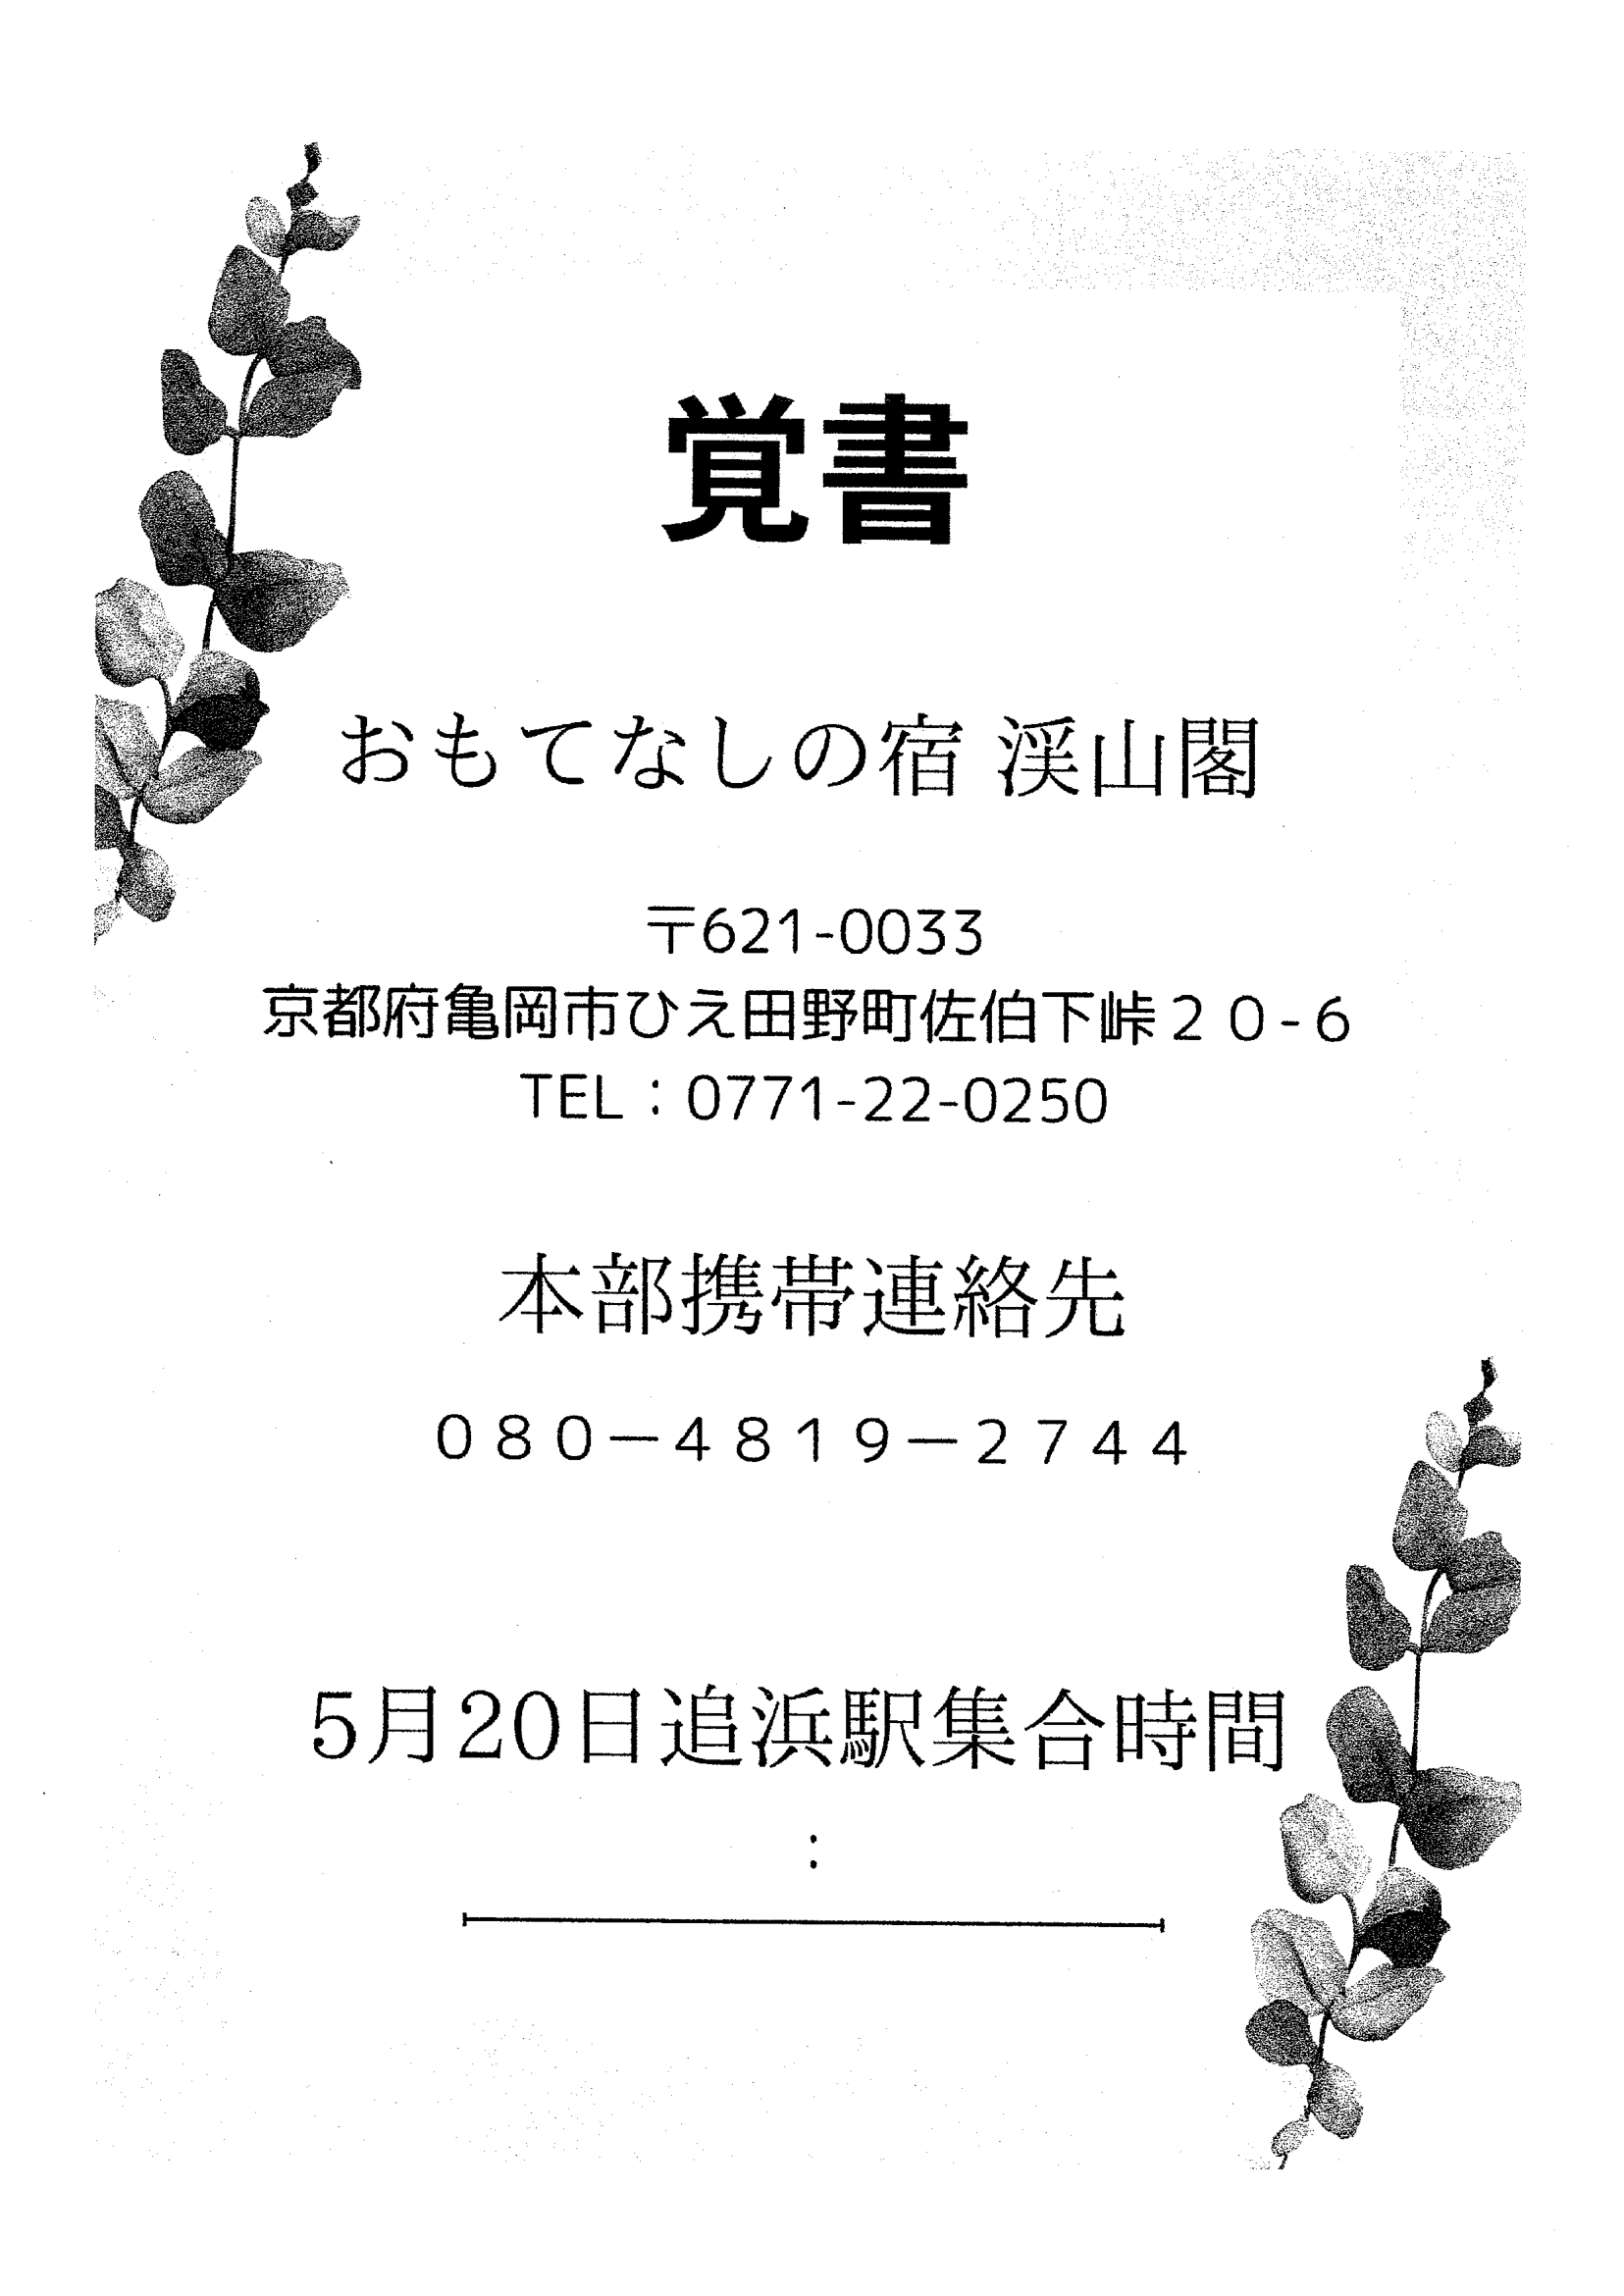 覚書
おもてなしの宿 渓山閣
〒621-0033
京都府亀岡市ひえ田野町佐伯下峠２０-６
TEL：0771-22-0250
本部携帯連絡先
０８０－４８１９－２７４４
5月20日追浜駅集合時間
: